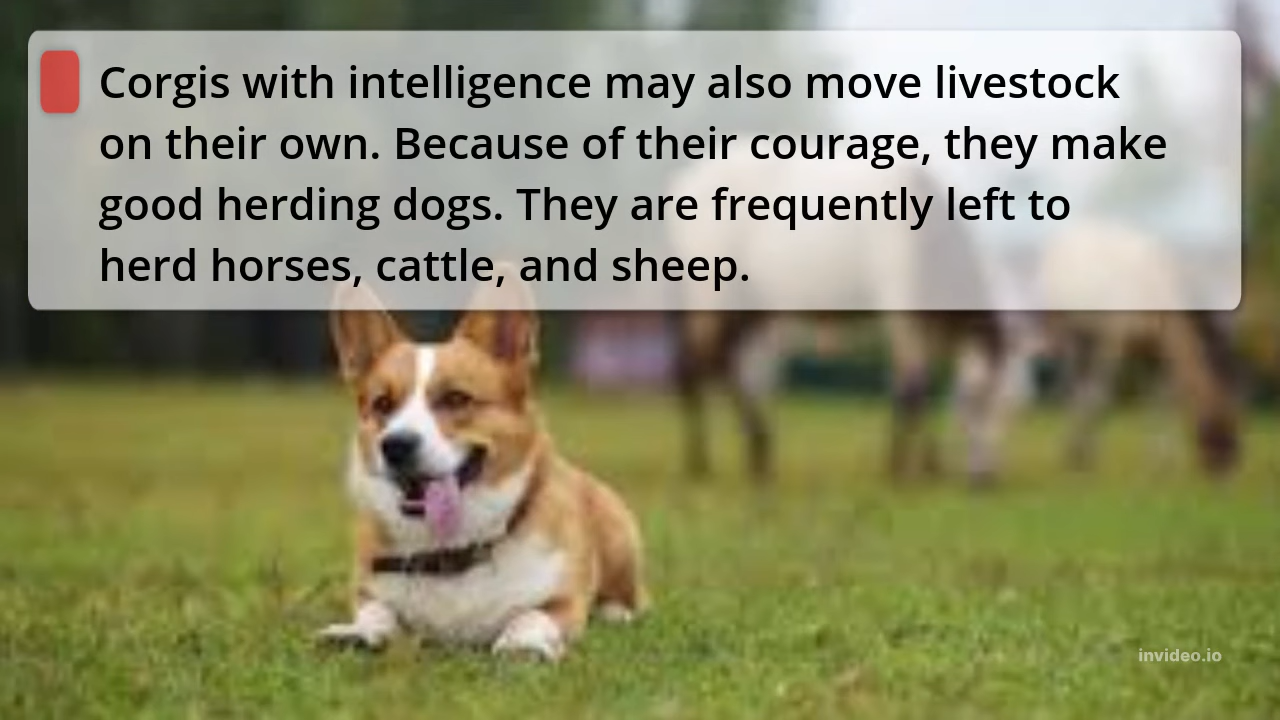 Corgis with intelligence may also move livestock
on their own. Because of their courage, they make
good herding dogs. They are frequently left to
herd horses, cattle, and sheep.
invideo.io